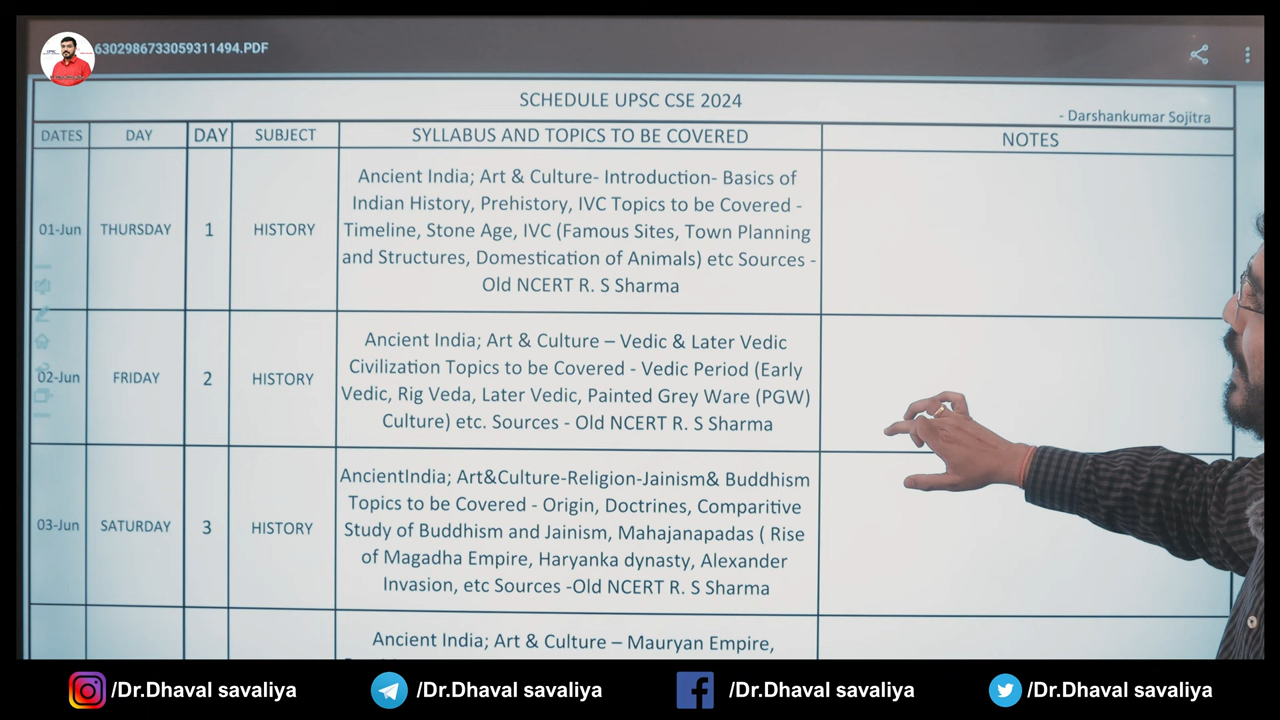 6302986733059311494.PDF
SCHEDULE UPSC CSE 2024
- Darshankumar Sojitra
DATES DAY DAY SUBJECT SYLLABUS AND TOPICS TO BE COVERED NOTES
01-Jun THURSDAY 1 HISTORY
Ancient India; Art & Culture- Introduction- Basics of
Indian History, Prehistory, IVC Topics to be Covered -
Timeline, Stone Age, IVC (Famous Sites, Town Planning
and Structures, Domestication of Animals) etc Sources -
Old NCERT R. S Sharma
02-Jun FRIDAY 2 HISTORY
Ancient India; Art & Culture – Vedic & Later Vedic
Civilization Topics to be Covered - Vedic Period (Early
Vedic, Rig Veda, Later Vedic, Painted Grey Ware (PGW)
Culture) etc. Sources - Old NCERT R. S Sharma
03-Jun SATURDAY 3 HISTORY
AncientIndia; Art&Culture-Religion-Jainism& Buddhism
Topics to be Covered - Origin, Doctrines, Comparitive
Study of Buddhism and Jainism, Mahajanapadas ( Rise
of Magadha Empire, Haryanka dynasty, Alexander
Invasion, etc Sources -Old NCERT R. S Sharma
Ancient India; Art & Culture – Mauryan Empire,
/Dr.Dhaval savaliya /Dr.Dhaval savaliya /Dr.Dhaval savaliya /Dr.Dhaval savaliya